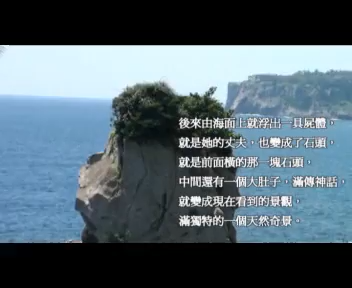 後來由海面上就浮出一具屍體，
就是她的丈夫，也變成了石頭，
就是前面橫的那一塊石頭，
中間還有一個大肚子，滿傳神話，
就變成現在看到的景觀，
滿獨特的一個天然奇景。